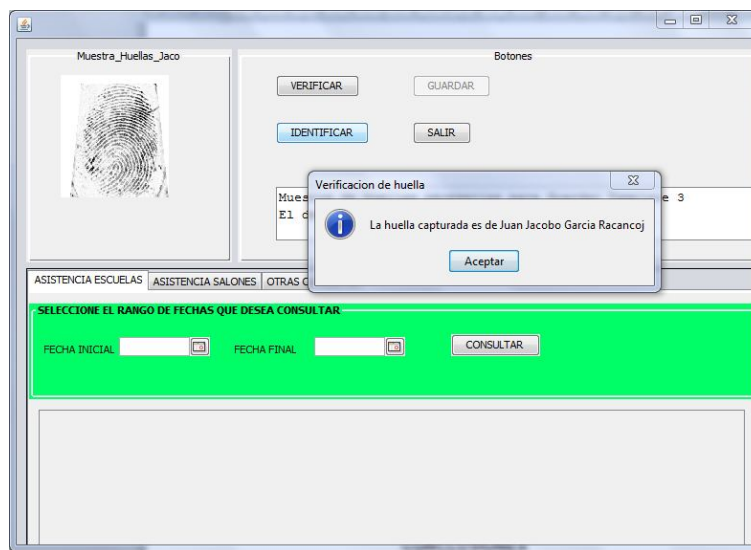 Muestra_Huellas_Jaco
Botones
VERIFICAR
GUARDAR
IDENTIFICAR
SALIR
Verificacion de huella
La huella capturada es de Juan Jacobo Garcia Racancoj
Aceptar
3
El
ASISTENCIA ESCUELAS
ASISTENCIA SALONES
OTRAS
SELECCIONE EL RANGO DE FECHAS QUE DESEA CONSULTAR
FECHA INICIAL
FECHA FINAL
CONSULTAR